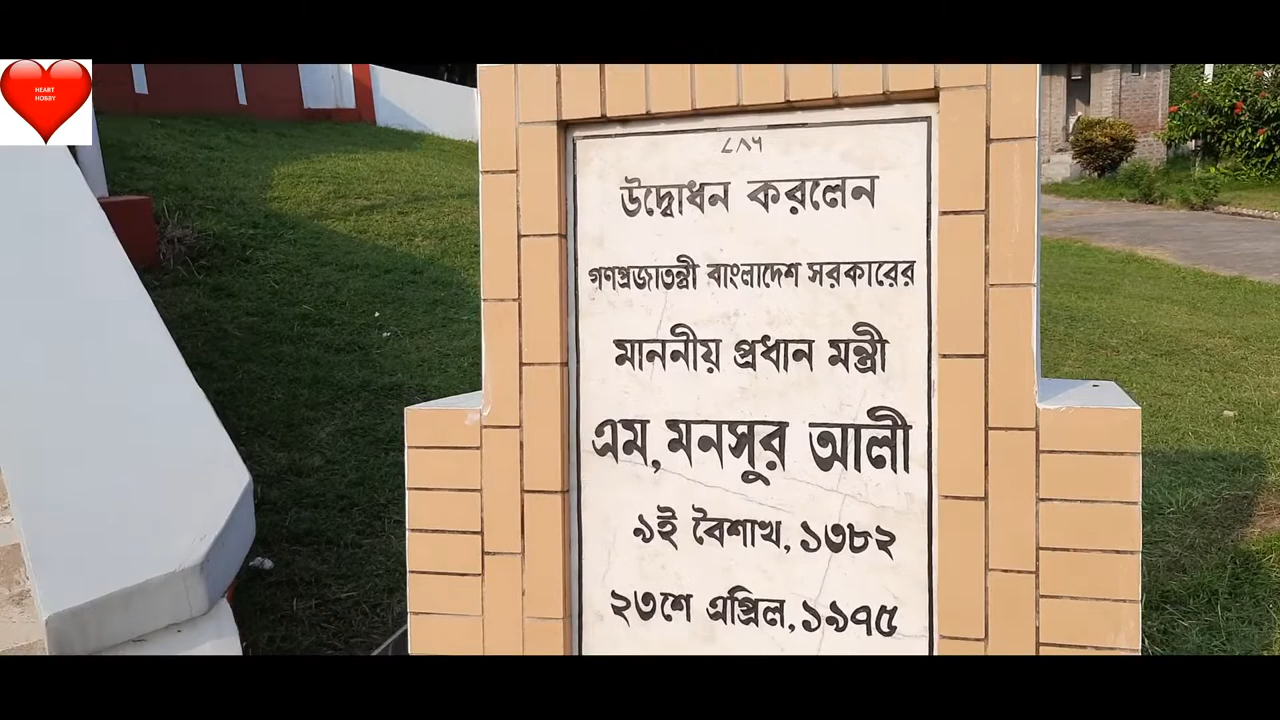 HEART
HOBBY
৭৮৬
উদ্বোধন করলেন
গণপ্রজাতন্ত্রী বাংলাদেশ সরকারের
মাননীয় প্রধান মন্ত্রী
এম, মনসুর আলী
৯ই বৈশাখ, ১৩৮২
২৩শে এপ্রিল, ১৯৭৫